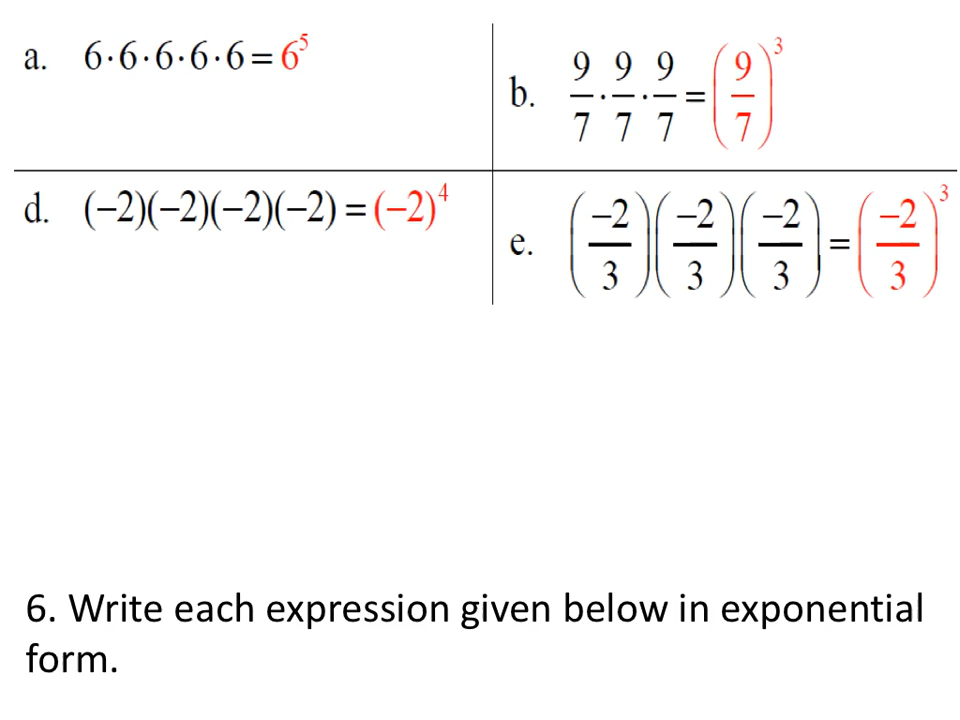 a. 6·6·6·6·6 = 6⁵
b. 9/7 · 9/7 · 9/7 = (9/7)³
d. (−2)(−2)(−2)(−2) = (−2)⁴
e. (−2/3)(−2/3)(−2/3) = (−2/3)³
6. Write each expression given below in exponential
form.